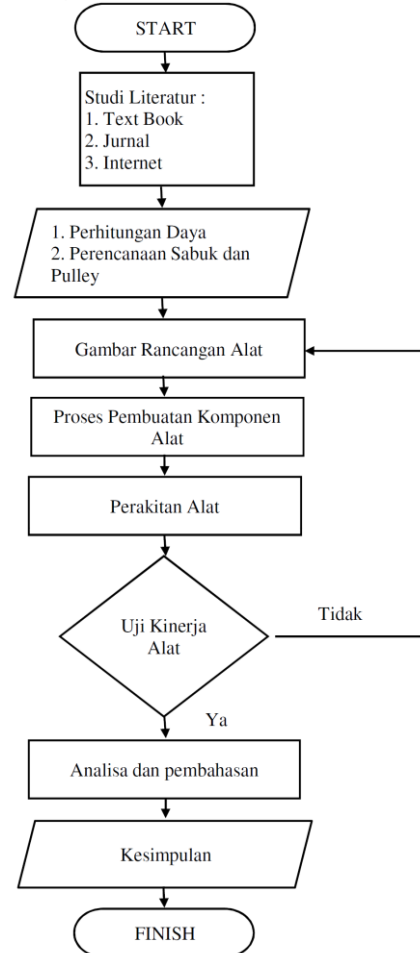 START
Studi Literatur :
1. Text Book
2. Jurnal
3. Internet
1. Perhitungan Daya
2. Perencanaan Sabuk dan
Pulley
Gambar Rancangan Alat
Proses Pembuatan Komponen
Alat
Perakitan Alat
Uji Kinerja
Alat
Tidak
Ya
Analisa dan pembahasan
Kesimpulan
FINISH